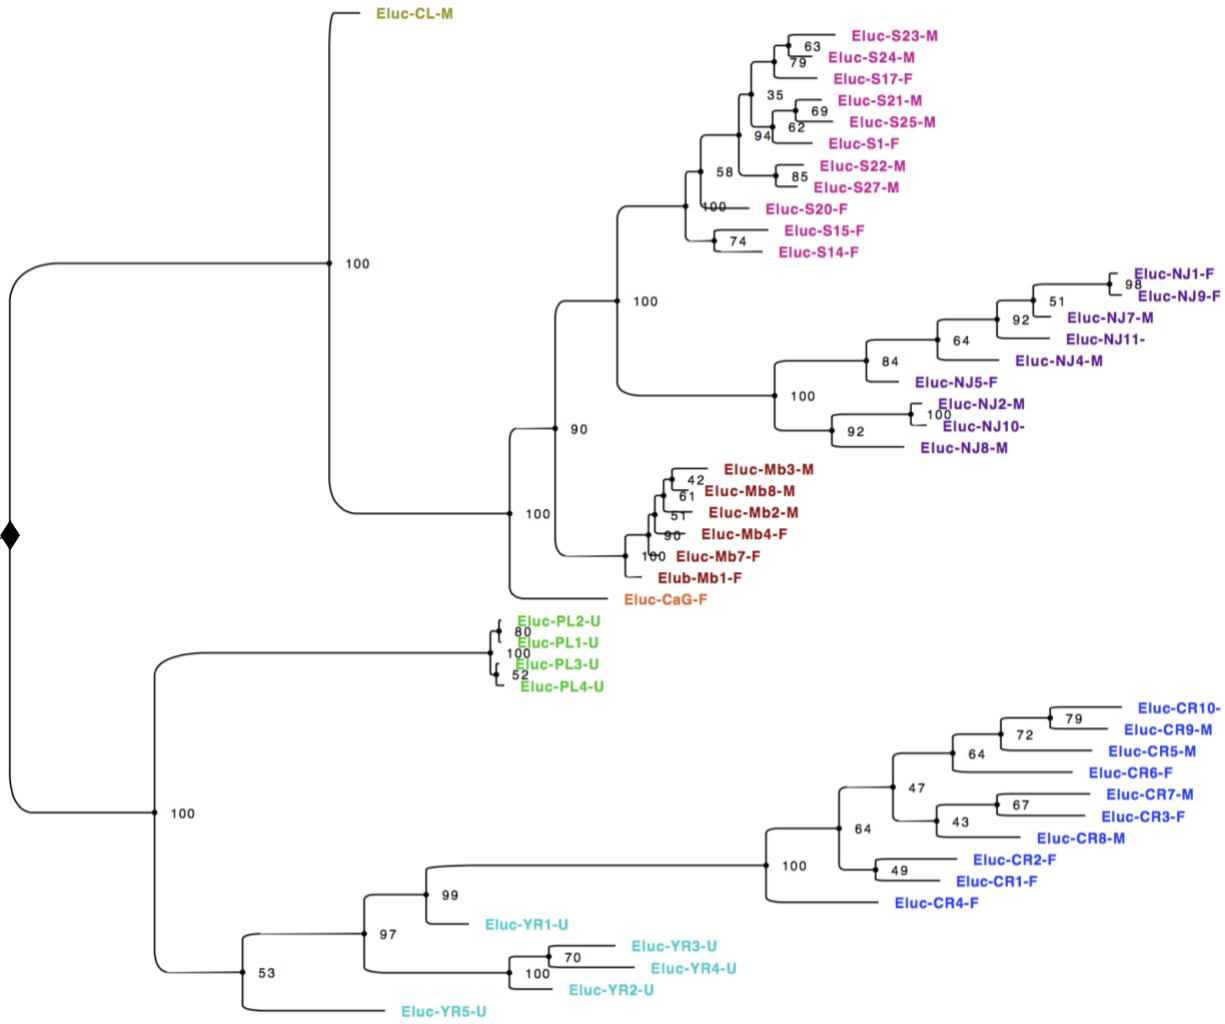 Eluc-CL-M
Eluc-S23-M
63
Eluc-S24-M
79
Eluc-S17-F
35
Eluc-S21-M
69
Eluc-S25-M
62
94
Eluc-S1-F
Eluc-S22-M
58
85
Eluc-S27-M
100
Eluc-S20-F
Eluc-S15-F
74
Eluc-S14-F
100
Eluc-NJ1-F
98
Eluc-NJ9-F
51
100
92
Eluc-NJ7-M
64
Eluc-NJ11-
84
Eluc-NJ4-M
Eluc-NJ5-F
100
Eluc-NJ2-M
100
Eluc-NJ10-
90
92
Eluc-NJ8-M
Eluc-Mb3-M
42
Eluc-Mb8-M
61
100
51
Eluc-Mb2-M
90
Eluc-Mb4-F
100
Eluc-Mb7-F
Elub-Mb1-F
Eluc-CaG-F
Eluc-PL2-U
80
Eluc-PL1-U
100
Eluc-PL3-U
52
Eluc-PL4-U
Eluc-CR10-
79
Eluc-CR9-M
72
Eluc-CR5-M
64
Eluc-CR6-F
47
Eluc-CR7-M
67
100
43
Eluc-CR3-F
64
Eluc-CR8-M
Eluc-CR2-F
100
49
Eluc-CR1-F
99
Eluc-CR4-F
Eluc-YR1-U
97
Eluc-YR3-U
70
53
100
Eluc-YR4-U
Eluc-YR2-U
Eluc-YR5-U